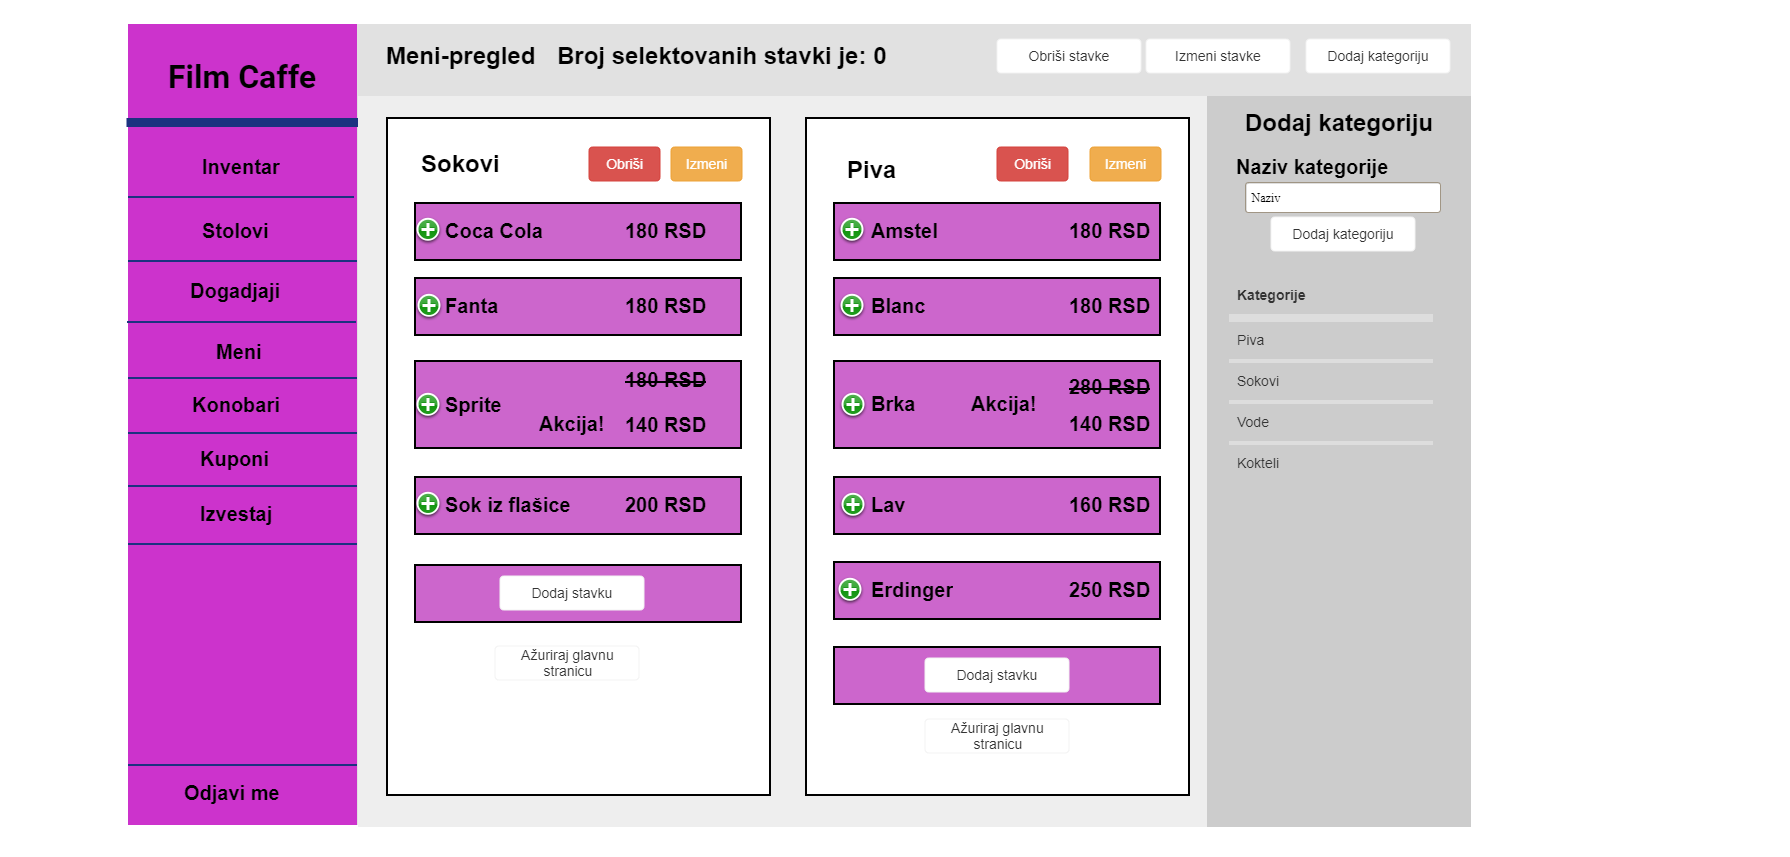 Film Caffe
Inventar
Stolovi
Dogadjaji
Meni
Konobari
Kuponi
Izvestaj
Odjavi me
Meni-pregled Broj selektovanih stavki je: 0
Obriši stavke
Izmeni stavke
Dodaj kategoriju
Sokovi
Obriši
Izmeni
Coca Cola 180 RSD
Fanta 180 RSD
180 RSD
Sprite
Akcija! 140 RSD
Sok iz flašice 200 RSD
Dodaj stavku
Ažuriraj glavnu
stranicu
Piva
Obriši
Izmeni
Amstel 180 RSD
Blanc 180 RSD
280 RSD
Brka Akcija!
140 RSD
Lav 160 RSD
Erdinger 250 RSD
Dodaj stavku
Ažuriraj glavnu
stranicu
Dodaj kategoriju
Naziv kategorije
Naziv
Dodaj kategoriju
Kategorije
Piva
Sokovi
Vode
Kokteli